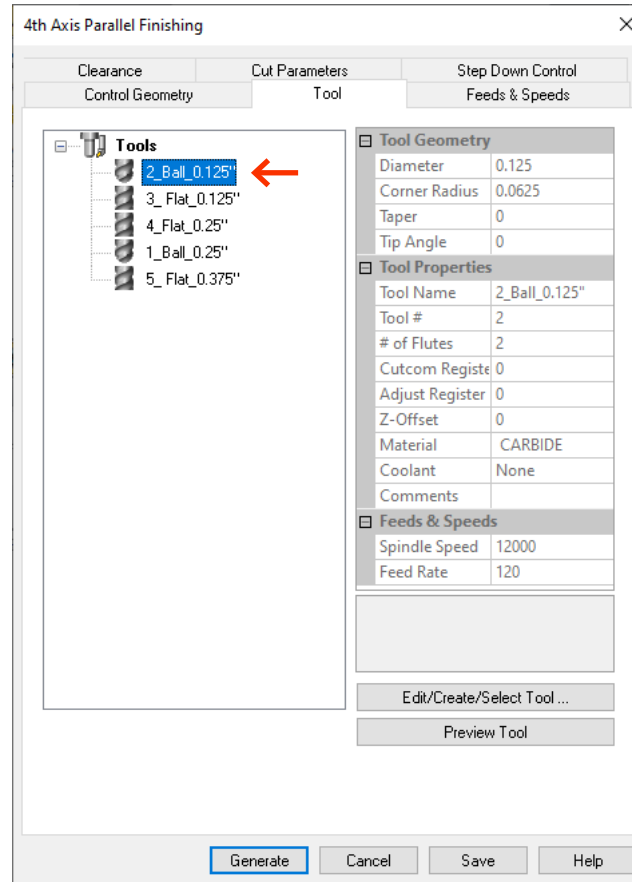 4th Axis Parallel Finishing
Clearance Cut Parameters Step Down Control
Control Geometry Tool Feeds & Speeds
Tools
2_Ball_0.125"
3_ Flat_0.125"
4_Flat_0.25"
1_Ball_0.25"
5_ Flat_0.375"
Tool Geometry
Diameter 0.125
Corner Radius 0.0625
Taper 0
Tip Angle 0
Tool Properties
Tool Name 2_Ball_0.125"
Tool # 2
# of Flutes 2
Cutcom Registe 0
Adjust Register 0
Z-Offset 0
Material CARBIDE
Coolant None
Comments
Feeds & Speeds
Spindle Speed 12000
Feed Rate 120
Edit/Create/Select Tool ...
Preview Tool
Generate Cancel Save Help